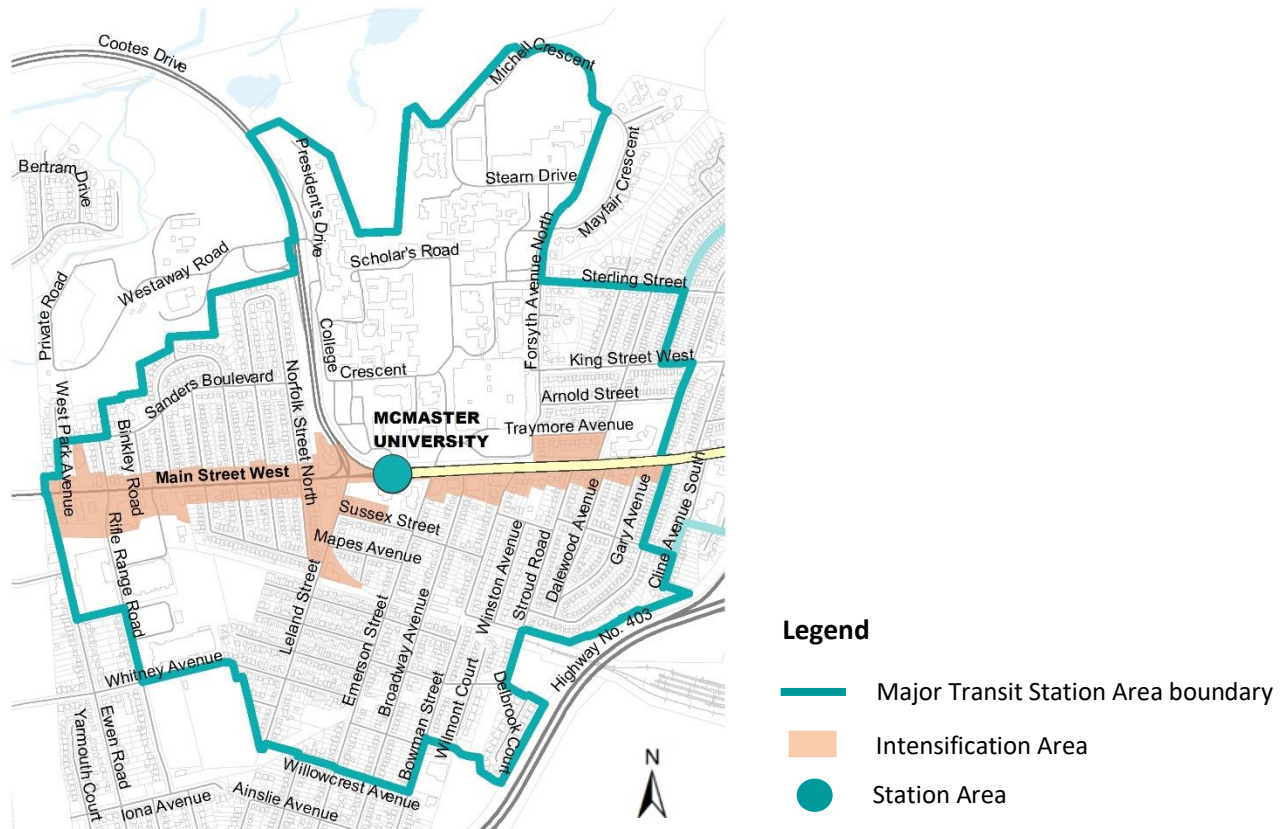 Cootes Drive
Michell Crescent
Bertram Drive
President's Drive
Stearn Drive
Mayfair Crescent
Scholar's Road
Westaway Road
Private Road
Forsyth Avenue North
Sterling Street
College
Crescent
King Street West
Norfolk Street North
Sanders Boulevard
Arnold Street
West Park Avenue
Binkley Road
MCMASTER
UNIVERSITY
Traymore Avenue
Main Street West
Sussex Street
Mapes Avenue
Rifle Range Road
Leland Street
Emerson Street
Broadway Avenue
Winston Avenue
Stroud Road
Dalewood Avenue
Gary Avenue
Cline Avenue South
Highway No. 403
Whitney Avenue
Bowman Street
Wilmont Court
Delbrook Court
Yarmouth Court
Ewen Road
Iona Avenue
Ainslie Avenue
Willowcrest Avenue
N
Legend
Major Transit Station Area boundary
Intensification Area
Station Area